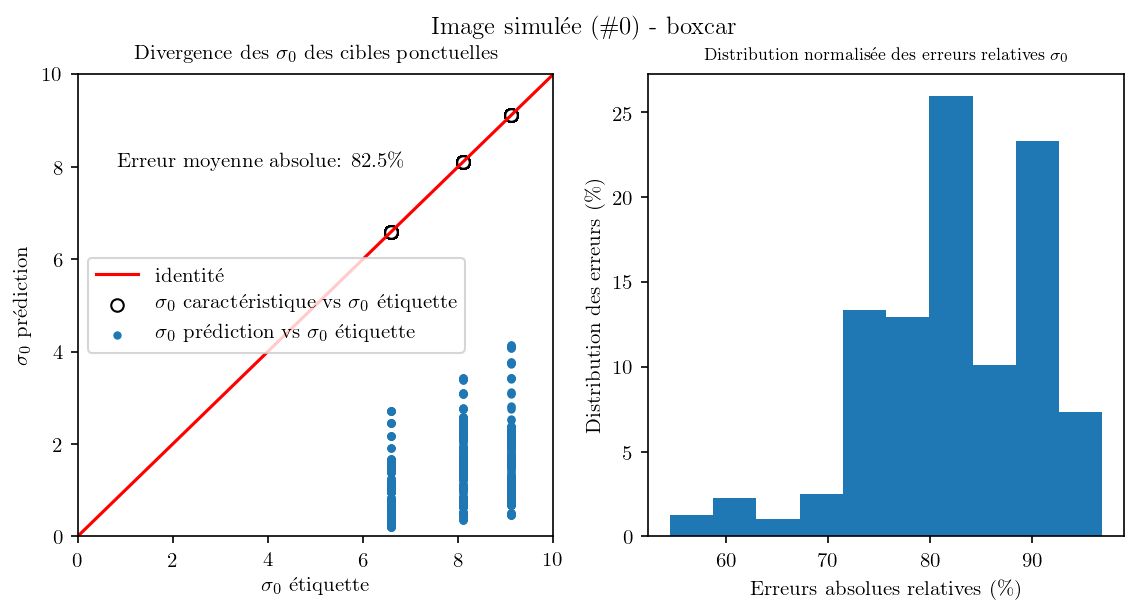 Image simulée (#0) - boxcar
Divergence des σ0 des cibles ponctuelles
10
8
6
4
2
0
σ0 prédiction
Erreur moyenne absolue: 82.5%
identité
σ0 caractéristique vs σ0 étiquette
σ0 prédiction vs σ0 étiquette
0 2 4 6 8 10
σ0 étiquette
Distribution normalisée des erreurs relatives σ0
25
20
15
10
5
0
Distribution des erreurs (%)
60 70 80 90
Erreurs absolues relatives (%)